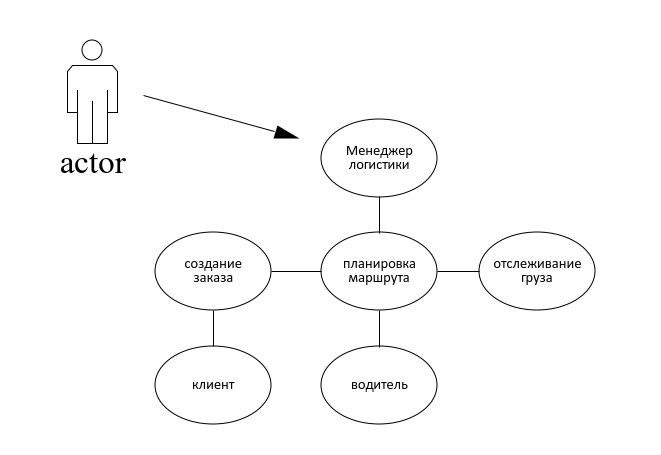 actor
Менеджер
логистики
создание
заказа
планировка
маршрута
отслеживание
груза
клиент
водитель